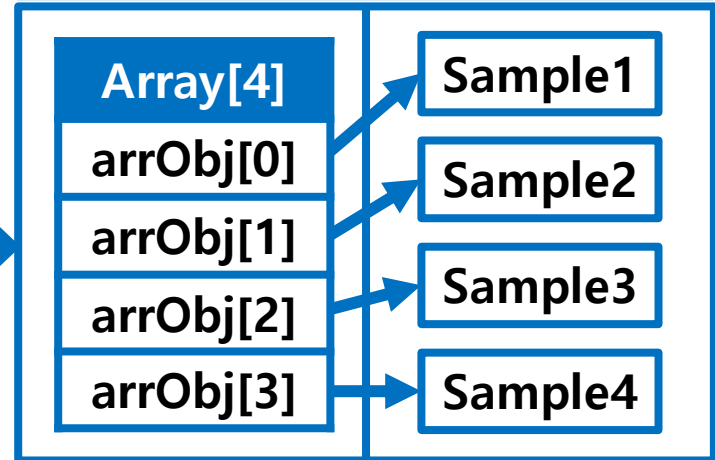 Array[4]
arrObj[0]
arrObj[1]
arrObj[2]
arrObj[3]
Sample1
Sample2
Sample3
Sample4